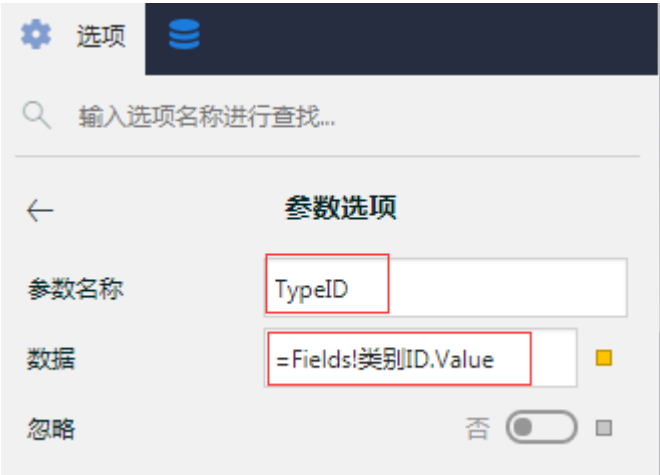 选项
输入选项名称进行查找...
参数选项
参数名称 TypeID
数据 =Fields!类别ID.Value
忽略 否